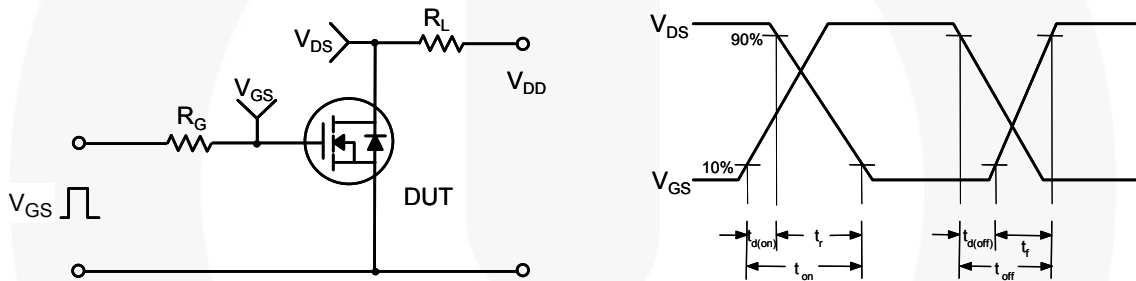 V_DS
R_L
V_DD
V_GS
R_G
V_GS
DUT
V_DS
90%
10%
V_GS
t_d(on)
t_r
t_d(off)
t_f
t_on
t_off